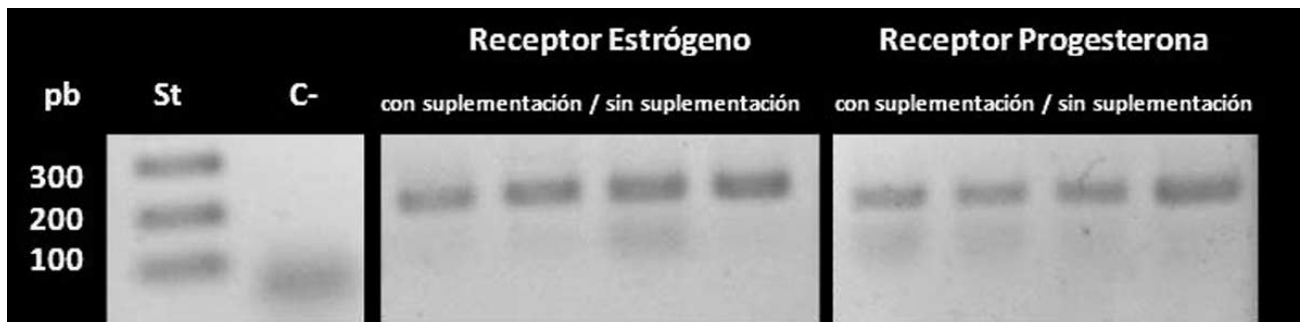 Receptor Estrógeno
Receptor Progesterona
pb
St
C-
con suplementación / sin suplementación
con suplementación / sin suplementación
300
200
100